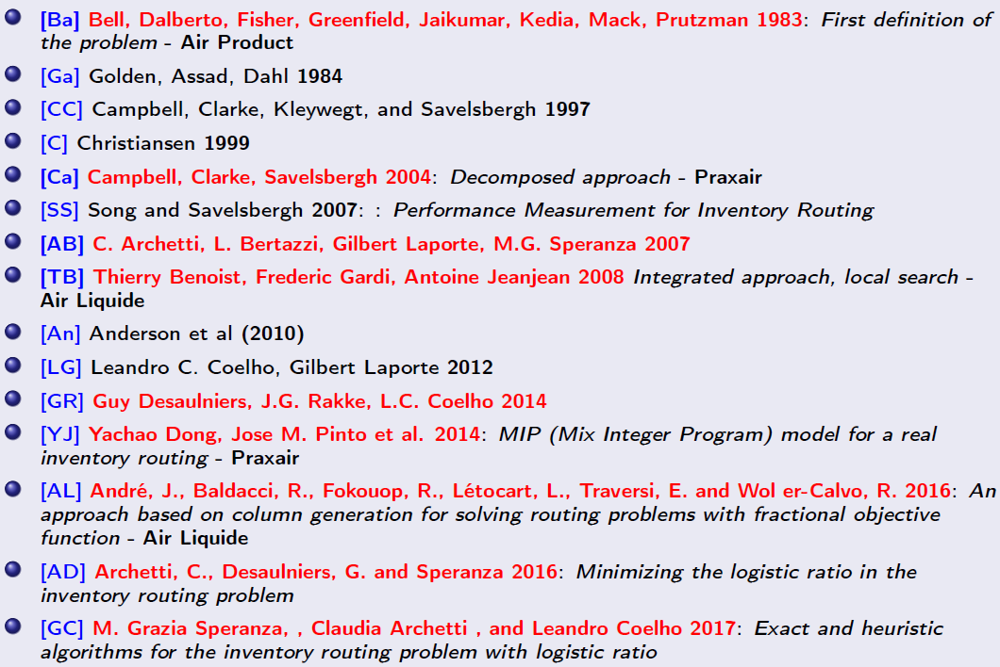 [Ba] Bell, Dalberto, Fisher, Greenfield, Jaikumar, Kedia, Mack, Prutzman 1983: First definition of
the problem - Air Product
[Ga] Golden, Assad, Dahl 1984
[CC] Campbell, Clarke, Kleywegt, and Savelsbergh 1997
[C] Christiansen 1999
[Ca] Campbell, Clarke, Savelsbergh 2004: Decomposed approach - Praxair
[SS] Song and Savelsbergh 2007: : Performance Measurement for Inventory Routing
[AB] C. Archetti, L. Bertazzi, Gilbert Laporte, M.G. Speranza 2007
[TB] Thierry Benoist, Frederic Gardi, Antoine Jeanjean 2008 Integrated approach, local search -
Air Liquide
[An] Anderson et al (2010)
[LG] Leandro C. Coelho, Gilbert Laporte 2012
[GR] Guy Desaulniers, J.G. Rakke, L.C. Coelho 2014
[YJ] Yachao Dong, Jose M. Pinto et al. 2014: MIP (Mix Integer Program) model for a real
inventory routing - Praxair
[AL] André, J., Baldacci, R., Fokouop, R., Létocart, L., Traversi, E. and Wol er-Calvo, R. 2016: An
approach based on column generation for solving routing problems with fractional objective
function - Air Liquide
[AD] Archetti, C., Desaulniers, G. and Speranza 2016: Minimizing the logistic ratio in the
inventory routing problem
[GC] M. Grazia Speranza, , Claudia Archetti , and Leandro Coelho 2017: Exact and heuristic
algorithms for the inventory routing problem with logistic ratio